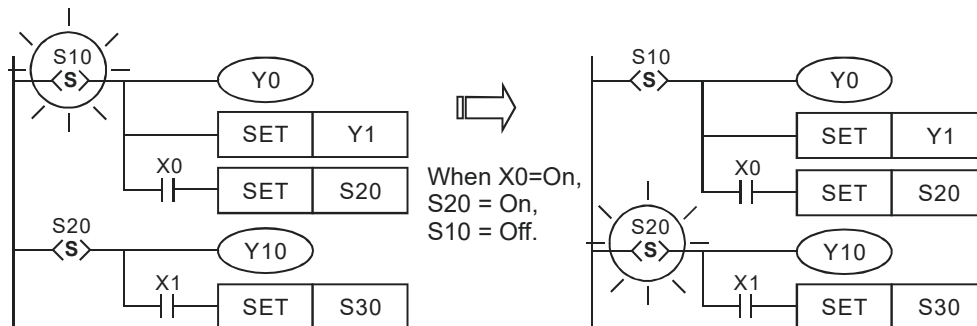 S10
S
Y0
SET Y1
X0
SET S20
S20
S
Y10
X1
SET S30
When X0=On,
S20 = On,
S10 = Off.
S10
S
Y0
SET Y1
X0
SET S20
S20
S
Y10
X1
SET S30